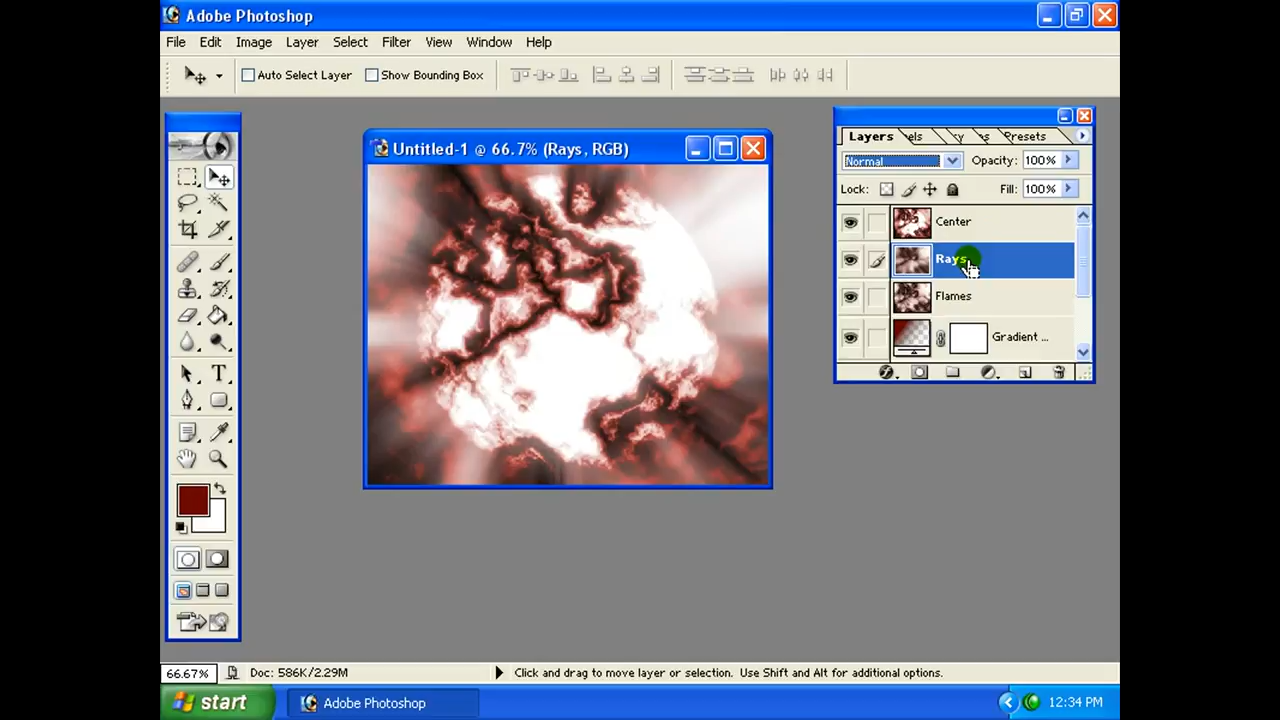 Adobe Photoshop
File Edit Image Layer Select Filter View Window Help
Auto Select Layer Show Bounding Box
Untitled-1 @ 66.7% (Rays, RGB)
Layers els y s Presets
Normal Opacity: 100%
Lock: Fill: 100%
Center
Rays
Flames
Gradient ...
T
66.67% Doc: 586K/2.29M Click and drag to move layer or selection. Use Shift and Alt for additional options.
start Adobe Photoshop 12:34 PM